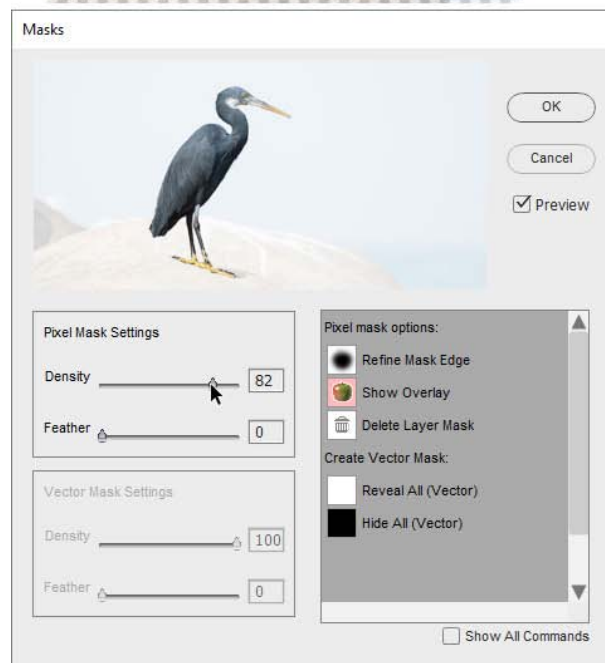 Masks
OK
Cancel
Preview
Pixel Mask Settings
Density 82
Feather 0
Vector Mask Settings
Density 100
Feather 0
Pixel mask options:
Refine Mask Edge
Show Overlay
Delete Layer Mask
Create Vector Mask:
Reveal All (Vector)
Hide All (Vector)
Show All Commands